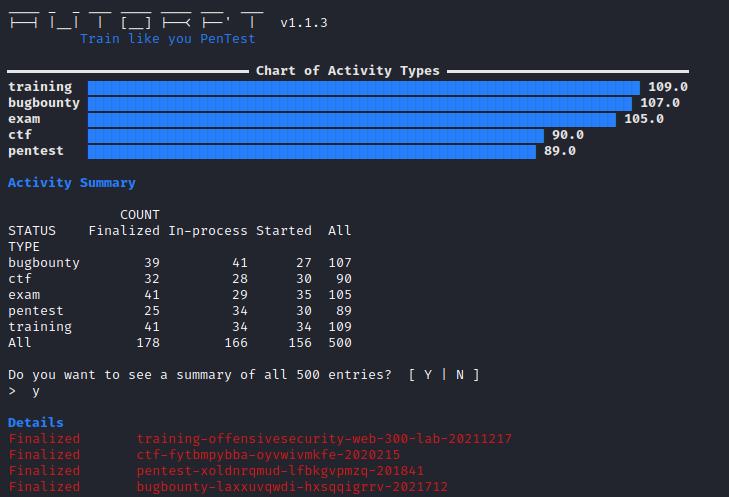 v1.1.3
Train like you PenTest
Chart of Activity Types
training 109.0
bugbounty 107.0
exam 105.0
ctf 90.0
pentest 89.0
Activity Summary
COUNT
STATUS Finalized In-process Started All
TYPE
bugbounty 39 41 27 107
ctf 32 28 30 90
exam 41 29 35 105
pentest 25 34 30 89
training 41 34 34 109
All 178 166 156 500
Do you want to see a summary of all 500 entries? [ Y | N ]
> y
Details
Finalized training-offensivesecurity-web-300-lab-20211217
Finalized ctf-fytbmpybba-oyvwivmkfe-2020215
Finalized pentest-xoldnrqmud-lfbkgvpmzq-201841
Finalized bugbounty-laxxuvqwdi-hxsqqigrrv-2021712